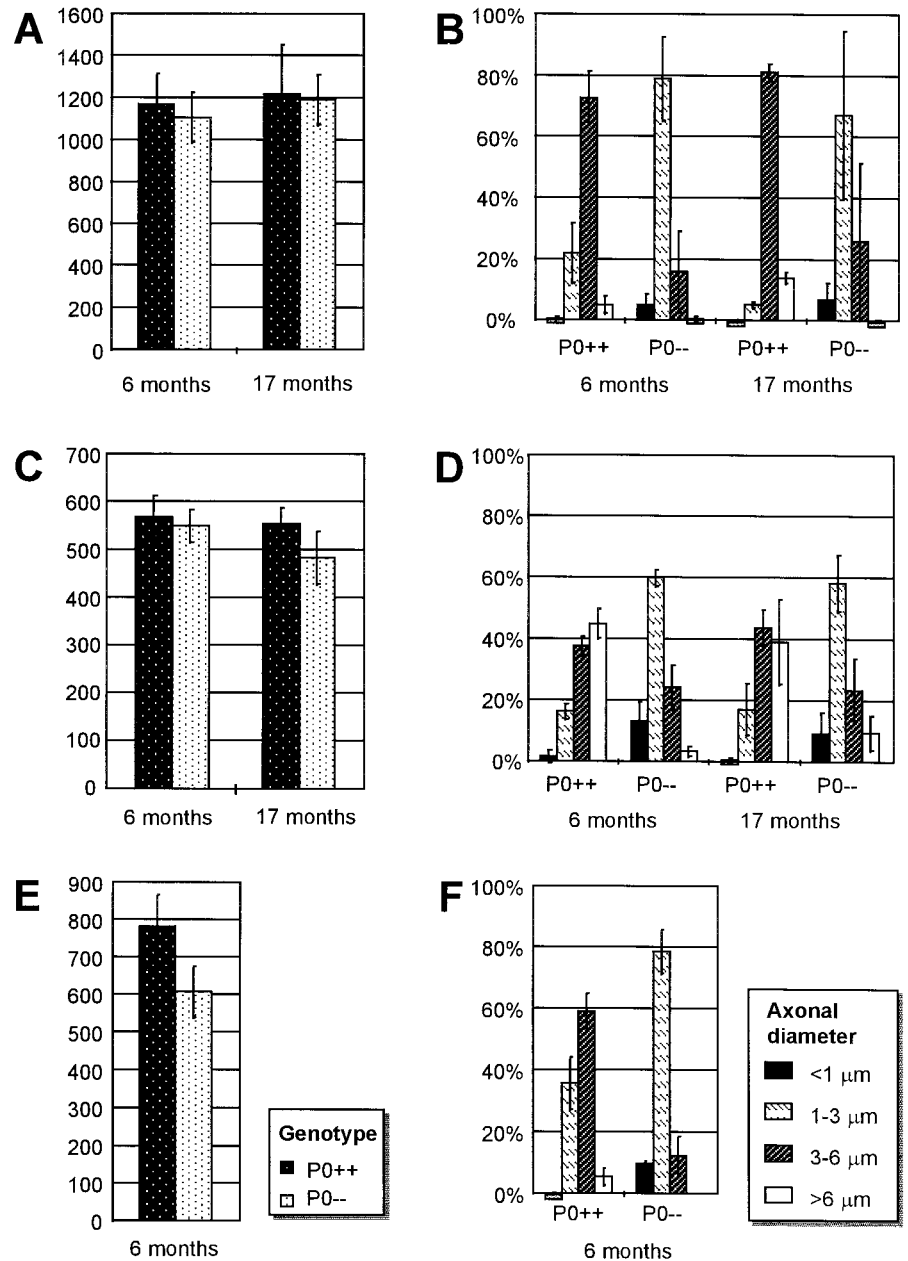 A
1600
1400
1200
1000
800
600
400
200
0
6 months 17 months
B
100%
80%
60%
40%
20%
0%
P0++ P0-- P0++ P0--
6 months 17 months
C
700
600
500
400
300
200
100
0
6 months 17 months
D
100%
80%
60%
40%
20%
0%
P0++ P0-- P0++ P0--
6 months 17 months
E
900
800
700
600
500
400
300
200
100
0
6 months
Genotype
P0++
P0--
F
100%
80%
60%
40%
20%
0%
P0++ P0--
6 months
Axonal
diameter
<1 μm
1-3 μm
3-6 μm
>6 μm